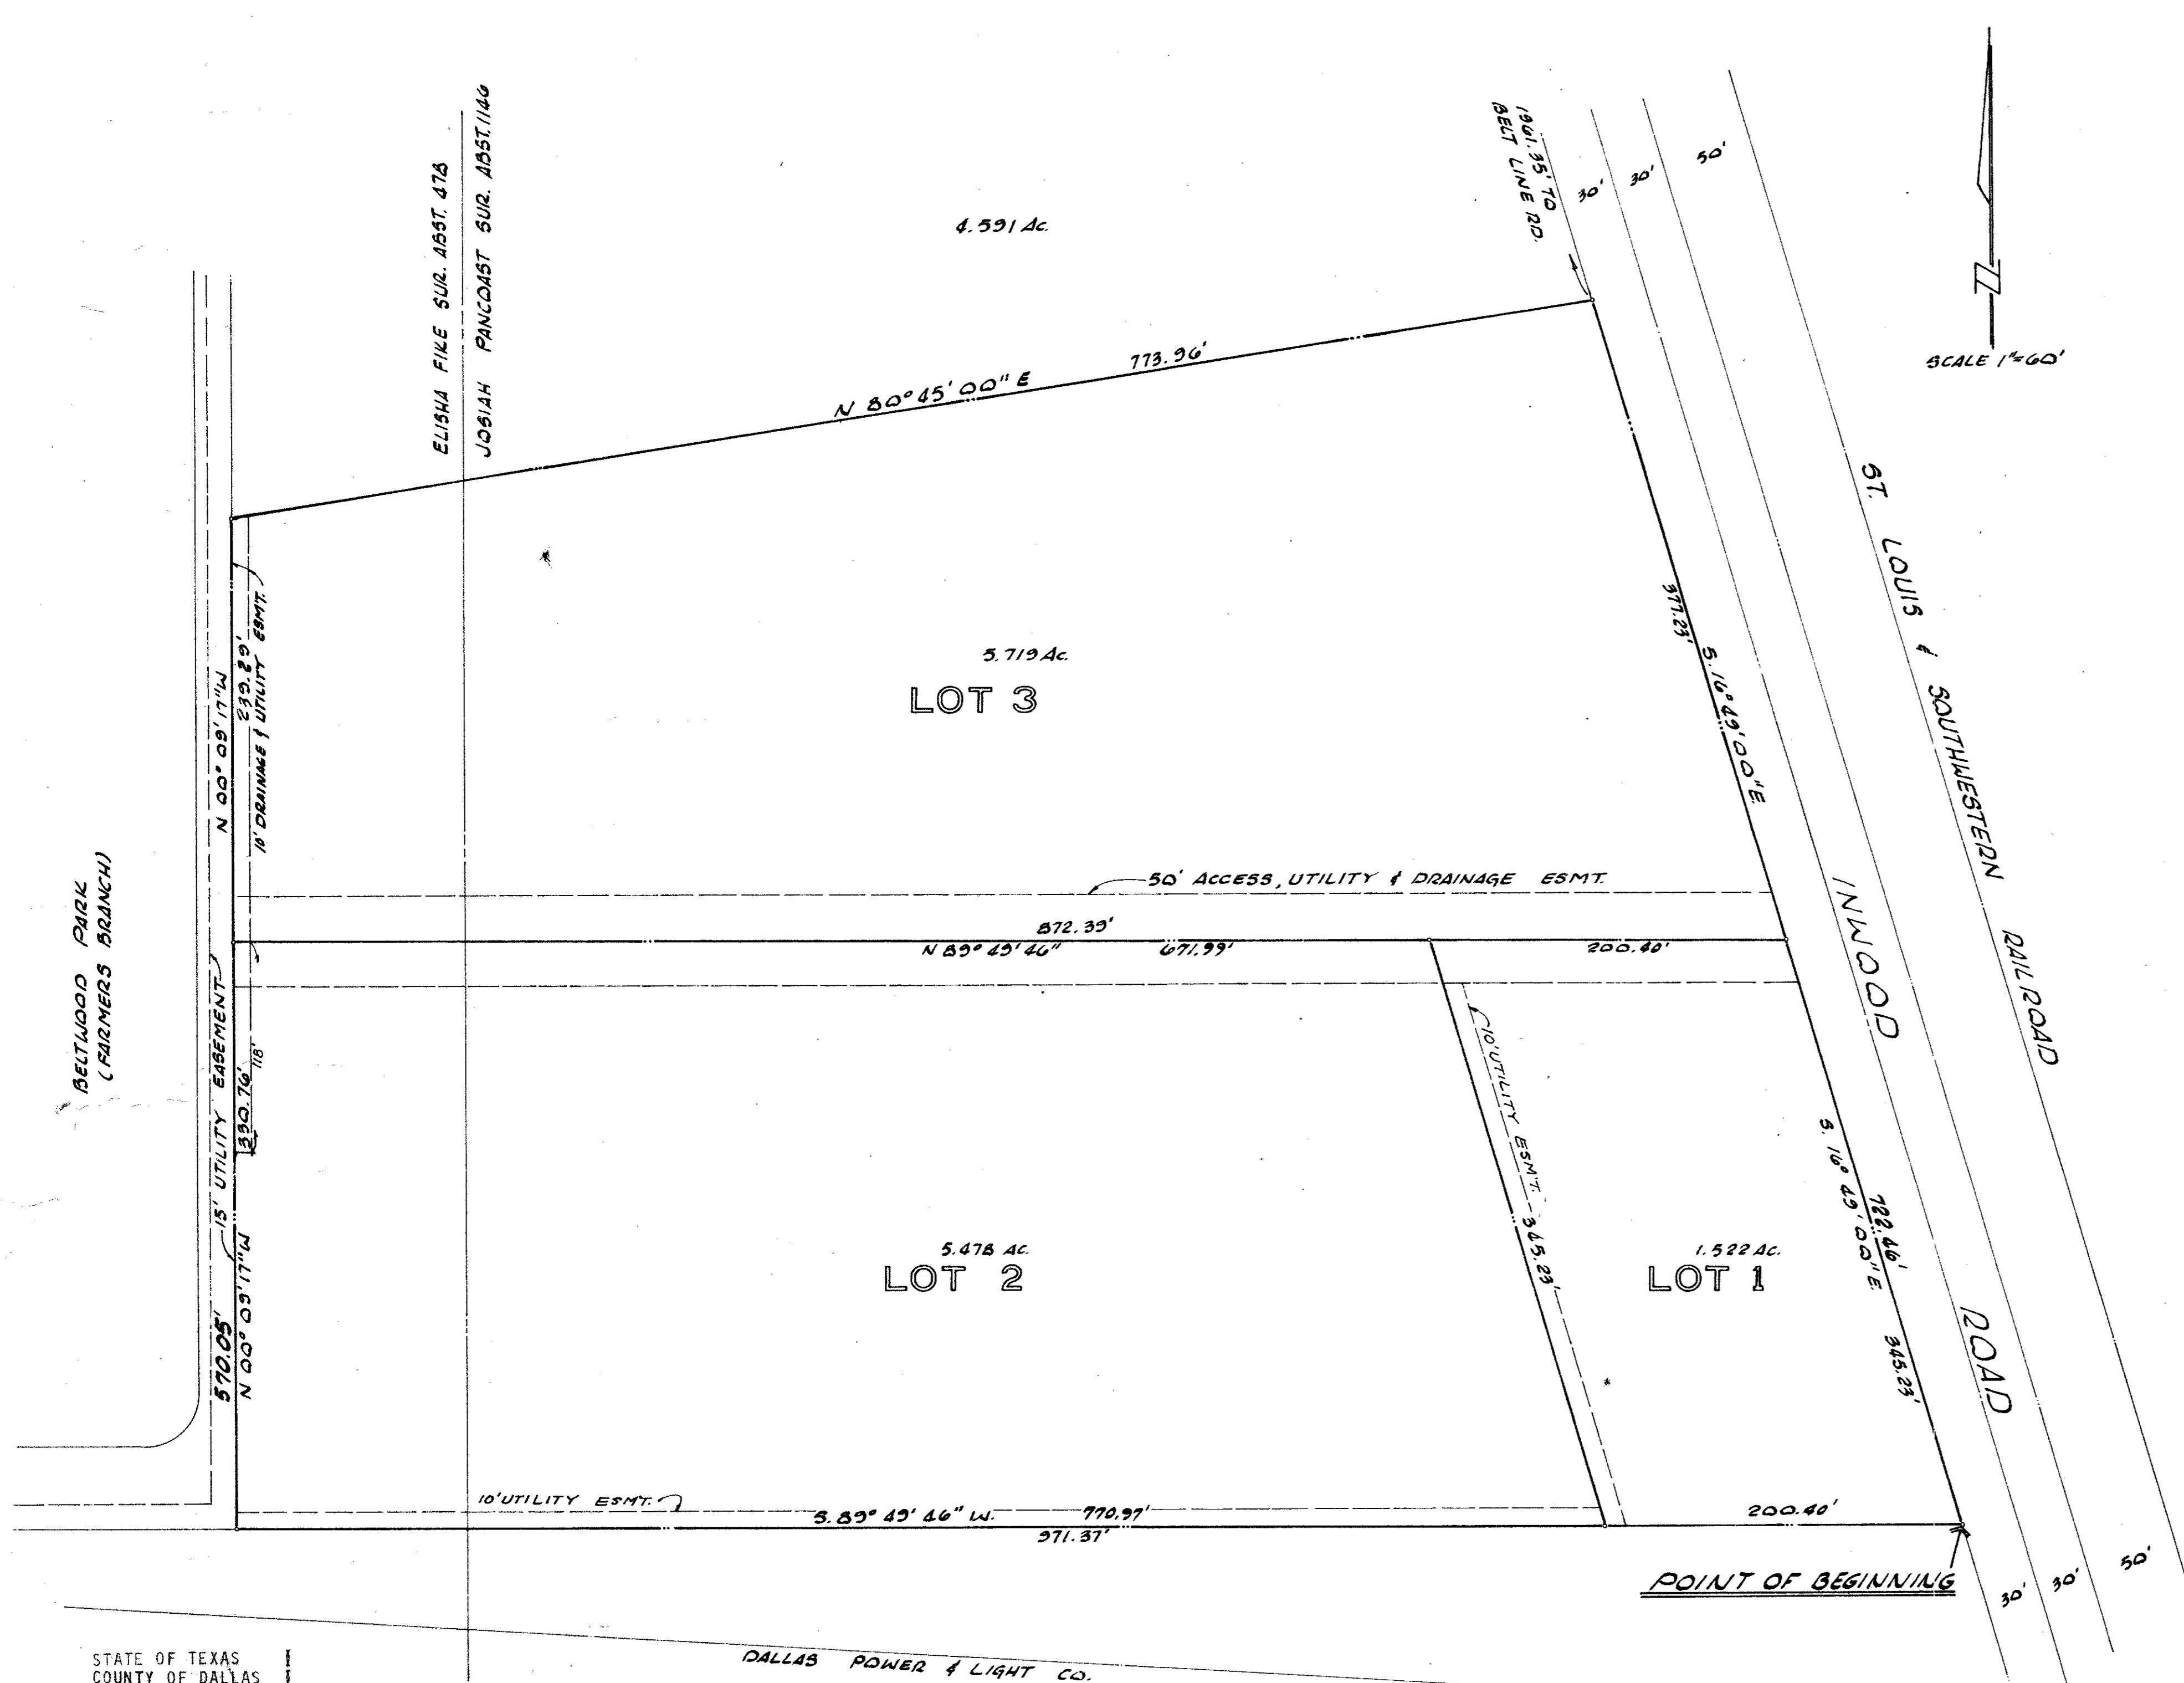 ELISHA FIKE SUR. ABST. 478
JOSIAH PANCOAST SUR. ABST. 1146
4.591 Ac.
1961.35' TO
BELT LINE RD.
30'
30'
50'
SCALE 1"=60'
N 80° 45' 00" E
773.96'
ST. LOUIS & SOUTHWESTERN RAILROAD
377.23'
S. 16° 49' 00" E.
N 00° 09' 17" W
239.29'
10' DRAINAGE & UTILITY ESMT.
5.719 Ac.
LOT 3
50' ACCESS, UTILITY & DRAINAGE ESMT.
872.39'
N 89° 49' 46"
671.99'
200.40'
INWOOD ROAD
BELTWOOD PARK
(FARMERS BRANCH)
15' UTILITY EASEMENT
330.76'
118'
10' UTILITY ESM'T.
345.23'
S. 16° 49' 00" E.
722.46'
345.23'
5.478 AC.
LOT 2
1.522 AC.
LOT 1
570.05'
N 00° 09' 17" W
10' UTILITY ESMT.
S. 89° 49' 46" W.
770.97'
971.37'
200.40'
POINT OF BEGINNING
30'
30'
50'
STATE OF TEXAS
COUNTY OF DALLAS
DALLAS POWER & LIGHT CO.